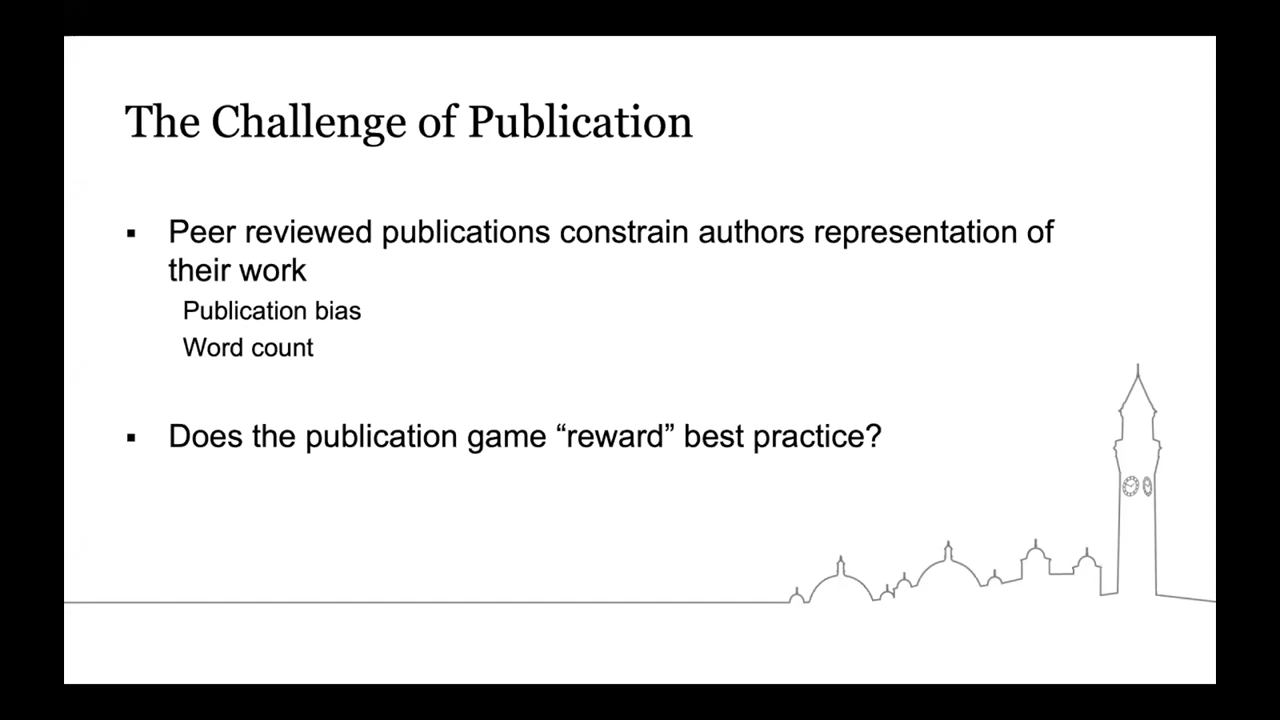 The Challenge of Publication
▪ Peer reviewed publications constrain authors representation of
their work
Publication bias
Word count
▪ Does the publication game “reward” best practice?